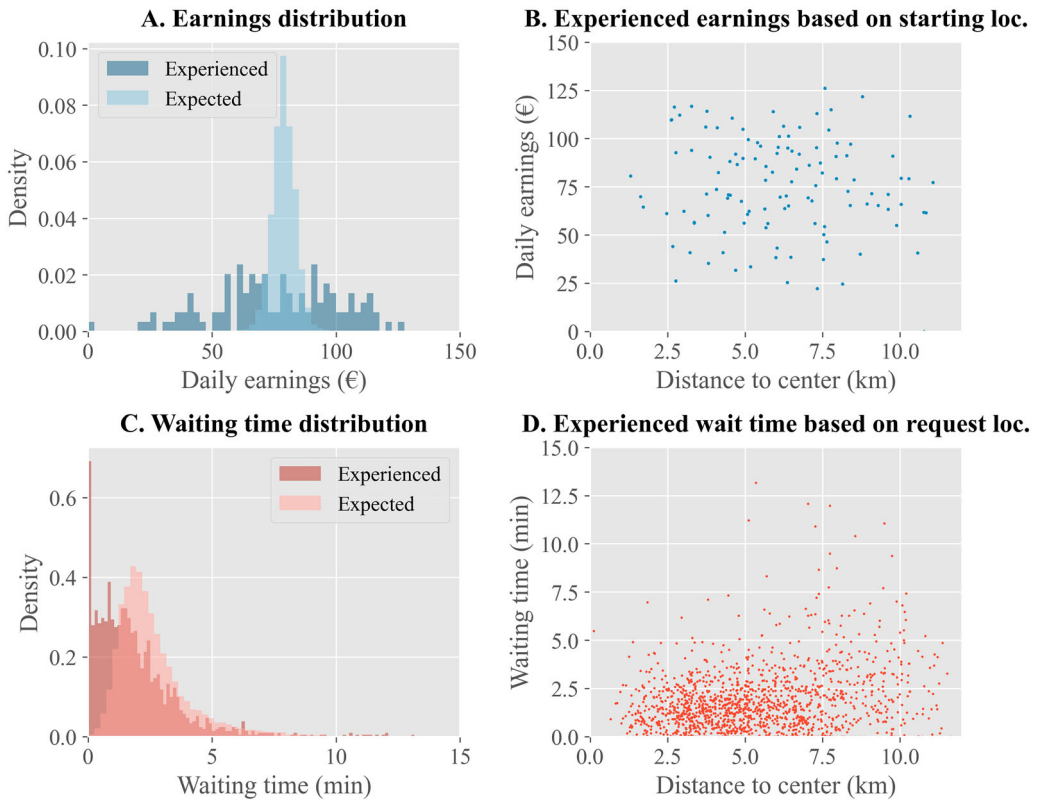 A. Earnings distribution
0.10
0.08
0.06
0.04
0.02
0.00
Density
Experienced
Expected
0 50 100 150
Daily earnings (€)
B. Experienced earnings based on starting loc.
150
125
100
75
50
25
0
Daily earnings (€)
0.0 2.5 5.0 7.5 10.0
Distance to center (km)
C. Waiting time distribution
0.6
0.4
0.2
0.0
Density
Experienced
Expected
0 5 10 15
Waiting time (min)
D. Experienced wait time based on request loc.
15.0
12.5
10.0
7.5
5.0
2.5
0.0
Waiting time (min)
0.0 2.5 5.0 7.5 10.0
Distance to center (km)